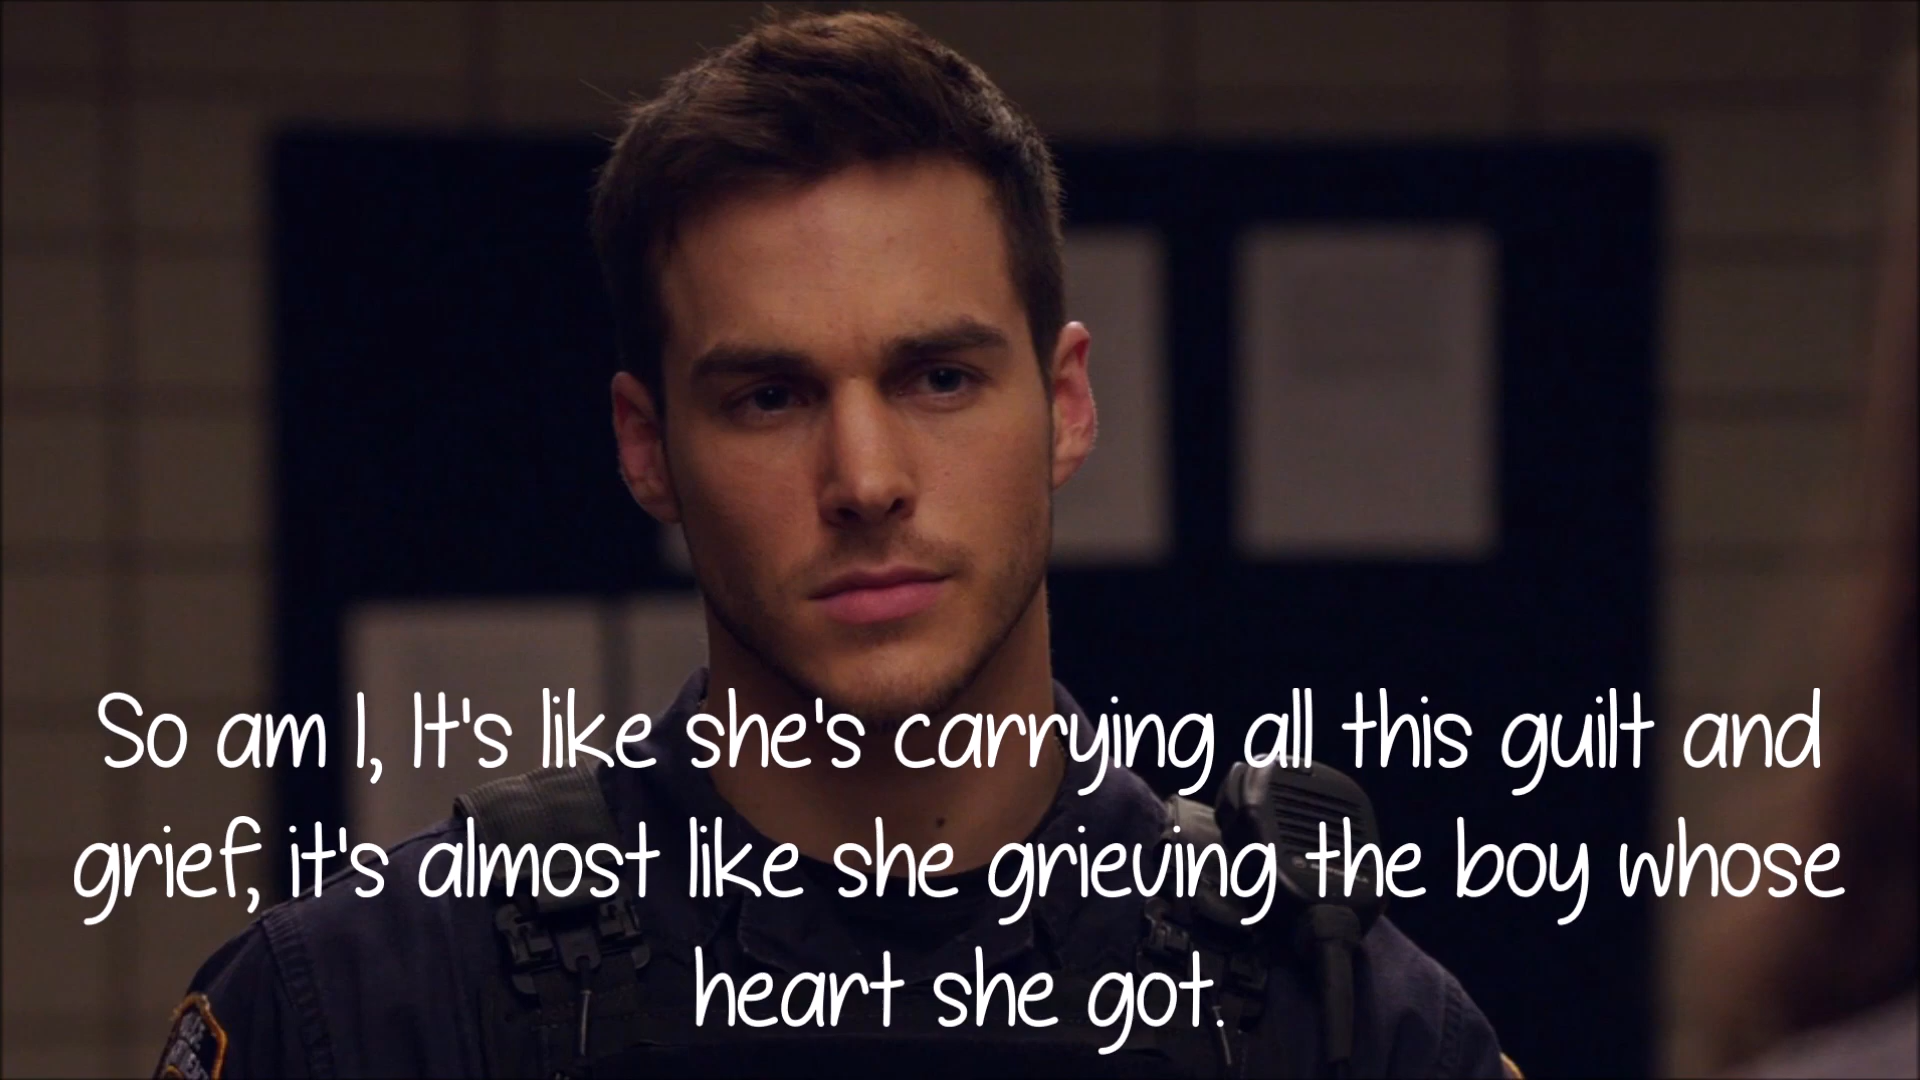 So am I, It's like she's carrying all this guilt and
grief, it's almost like she grieving the boy whose
heart she got.